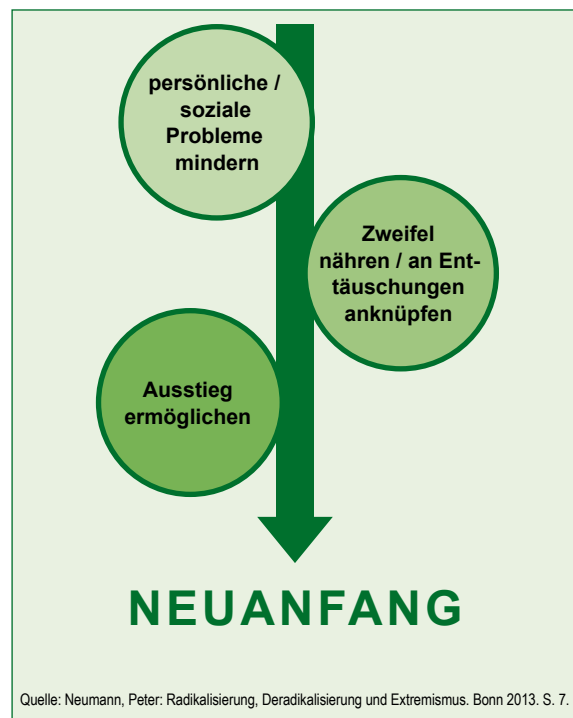 persönliche /
soziale
Probleme
mindern
Zweifel
nähren / an Ent-
täuschungen
anknüpfen
Ausstieg
ermöglichen
NEUANFANG
Quelle: Neumann, Peter: Radikalisierung, Deradikalisierung und Extremismus. Bonn 2013. S. 7.